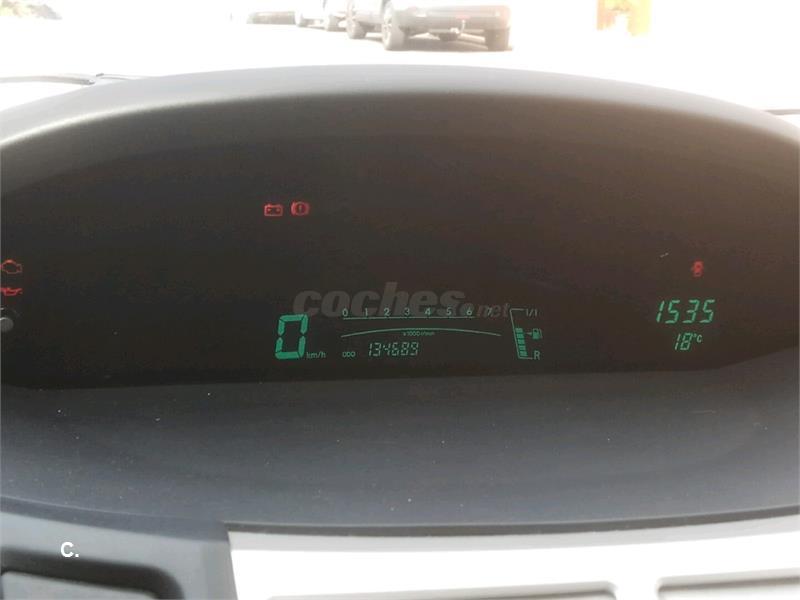 coches.net
0 1 2 3 4 5 6 7
x1000r/min
0 km/h
ODO 134689
1/1
R
1535
18°C
C.